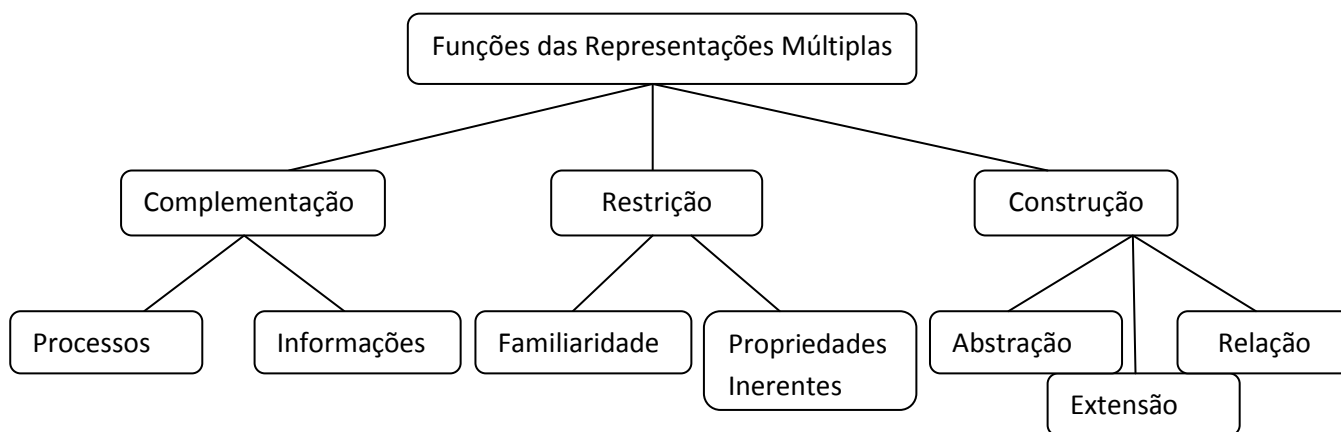 Funções das Representações Múltiplas
Complementação
Restrição
Construção
Processos
Informações
Familiaridade
Propriedades
Inerentes
Abstração
Relação
Extensão